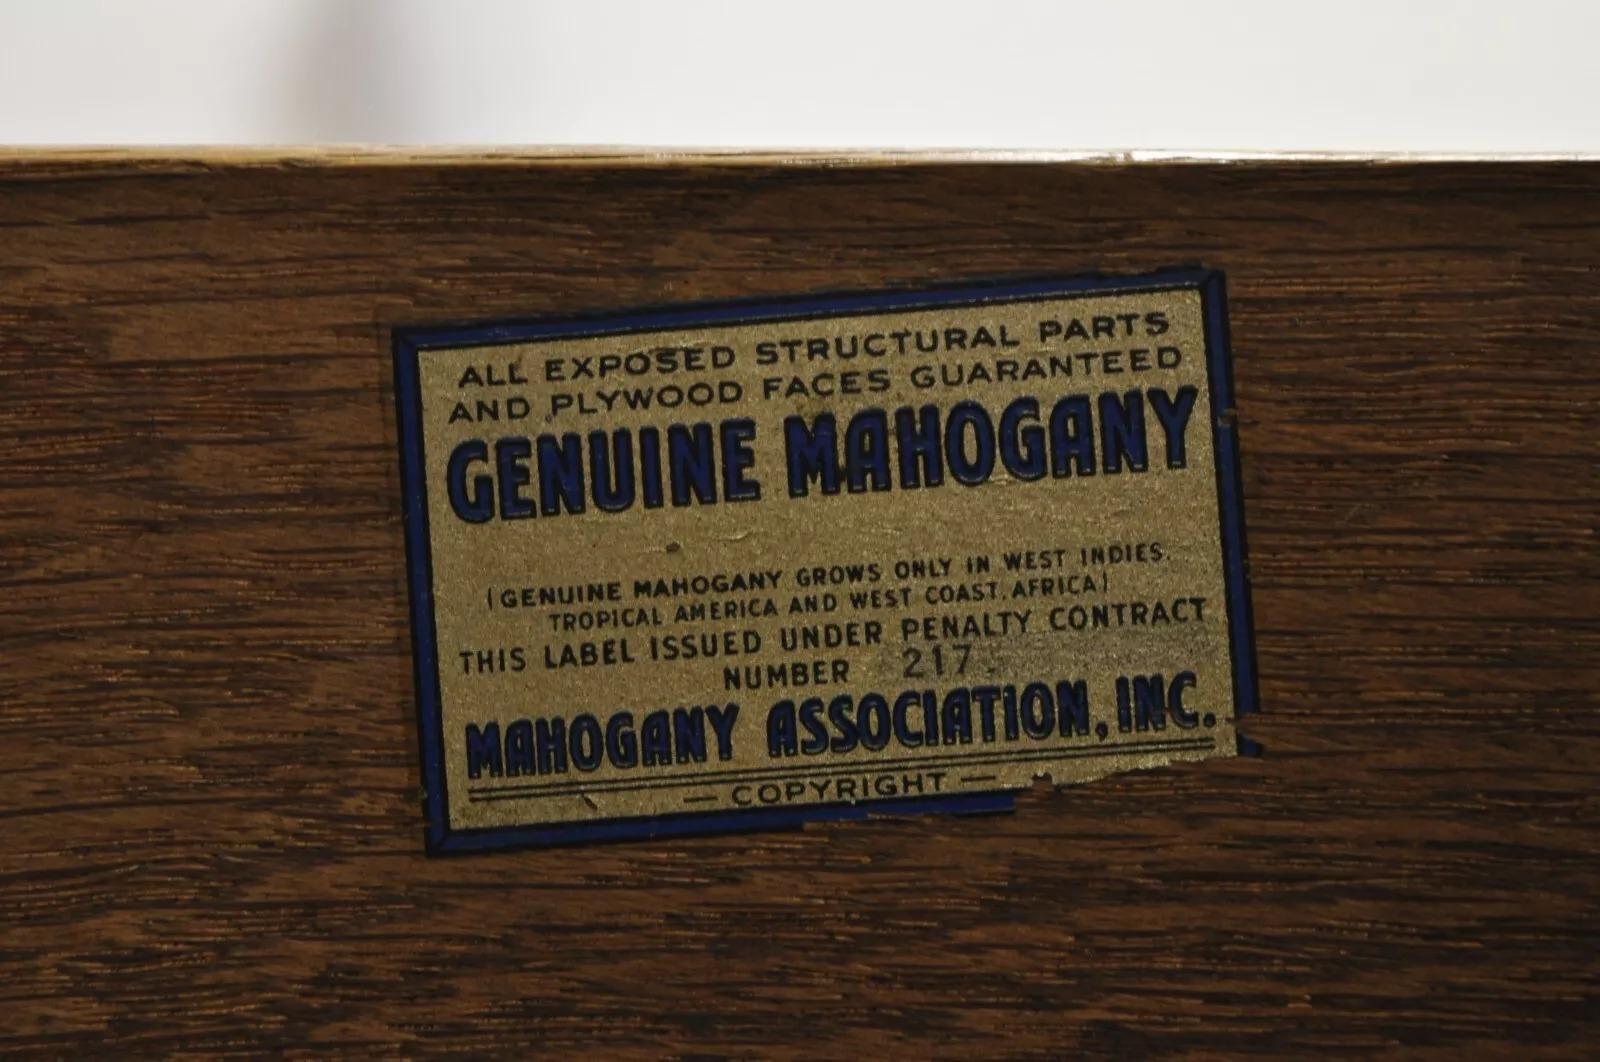 ALL EXPOSED STRUCTURAL PARTS
AND PLYWOOD FACES GUARANTEED
GENUINE MAHOGANY
(GENUINE MAHOGANY GROWS ONLY IN WEST INDIES.
TROPICAL AMERICA AND WEST COAST, AFRICA)
THIS LABEL ISSUED UNDER PENALTY CONTRACT
NUMBER 217.
MAHOGANY ASSOCIATION, INC.
— COPYRIGHT —